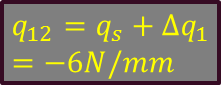 q₁₂ = qₛ + Δq₁
= −6N/mm